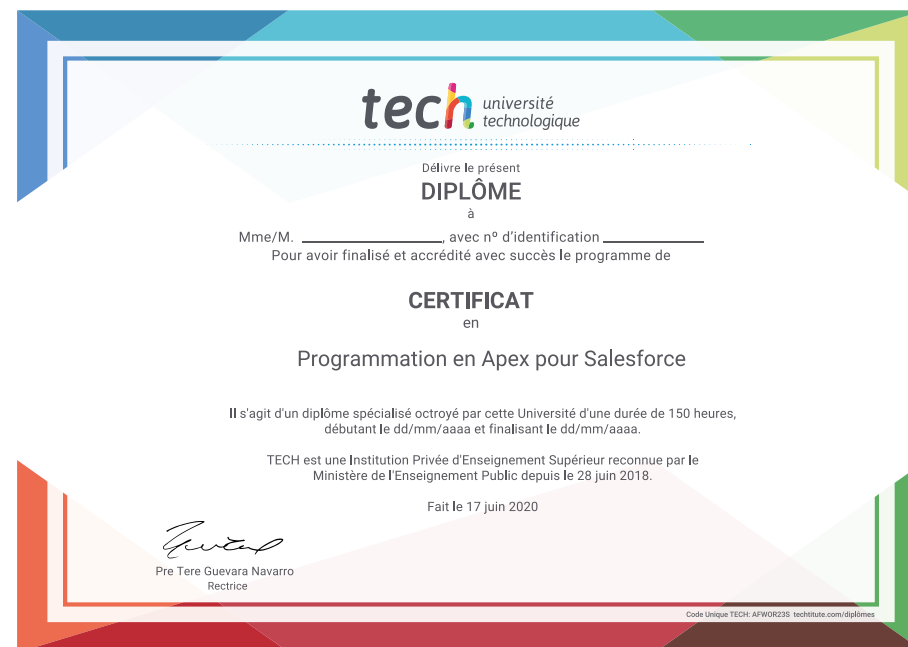 tech université
technologique
Délivre le présent
DIPLÔME
à
Mme/M. ____________________, avec nº d'identification ______________
Pour avoir finalisé et accrédité avec succès le programme de
CERTIFICAT
en
Programmation en Apex pour Salesforce
Il s'agit d'un diplôme spécialisé octroyé par cette Université d'une durée de 150 heures,
débutant le dd/mm/aaaa et finalisant le dd/mm/aaaa.
TECH est une Institution Privée d'Enseignement Supérieur reconnue par le
Ministère de l'Enseignement Public depuis le 28 juin 2018.
Fait le 17 juin 2020
Pre Tere Guevara Navarro
Rectrice
Code Unique TECH: AFWOR23S techtitute.com/diplômes